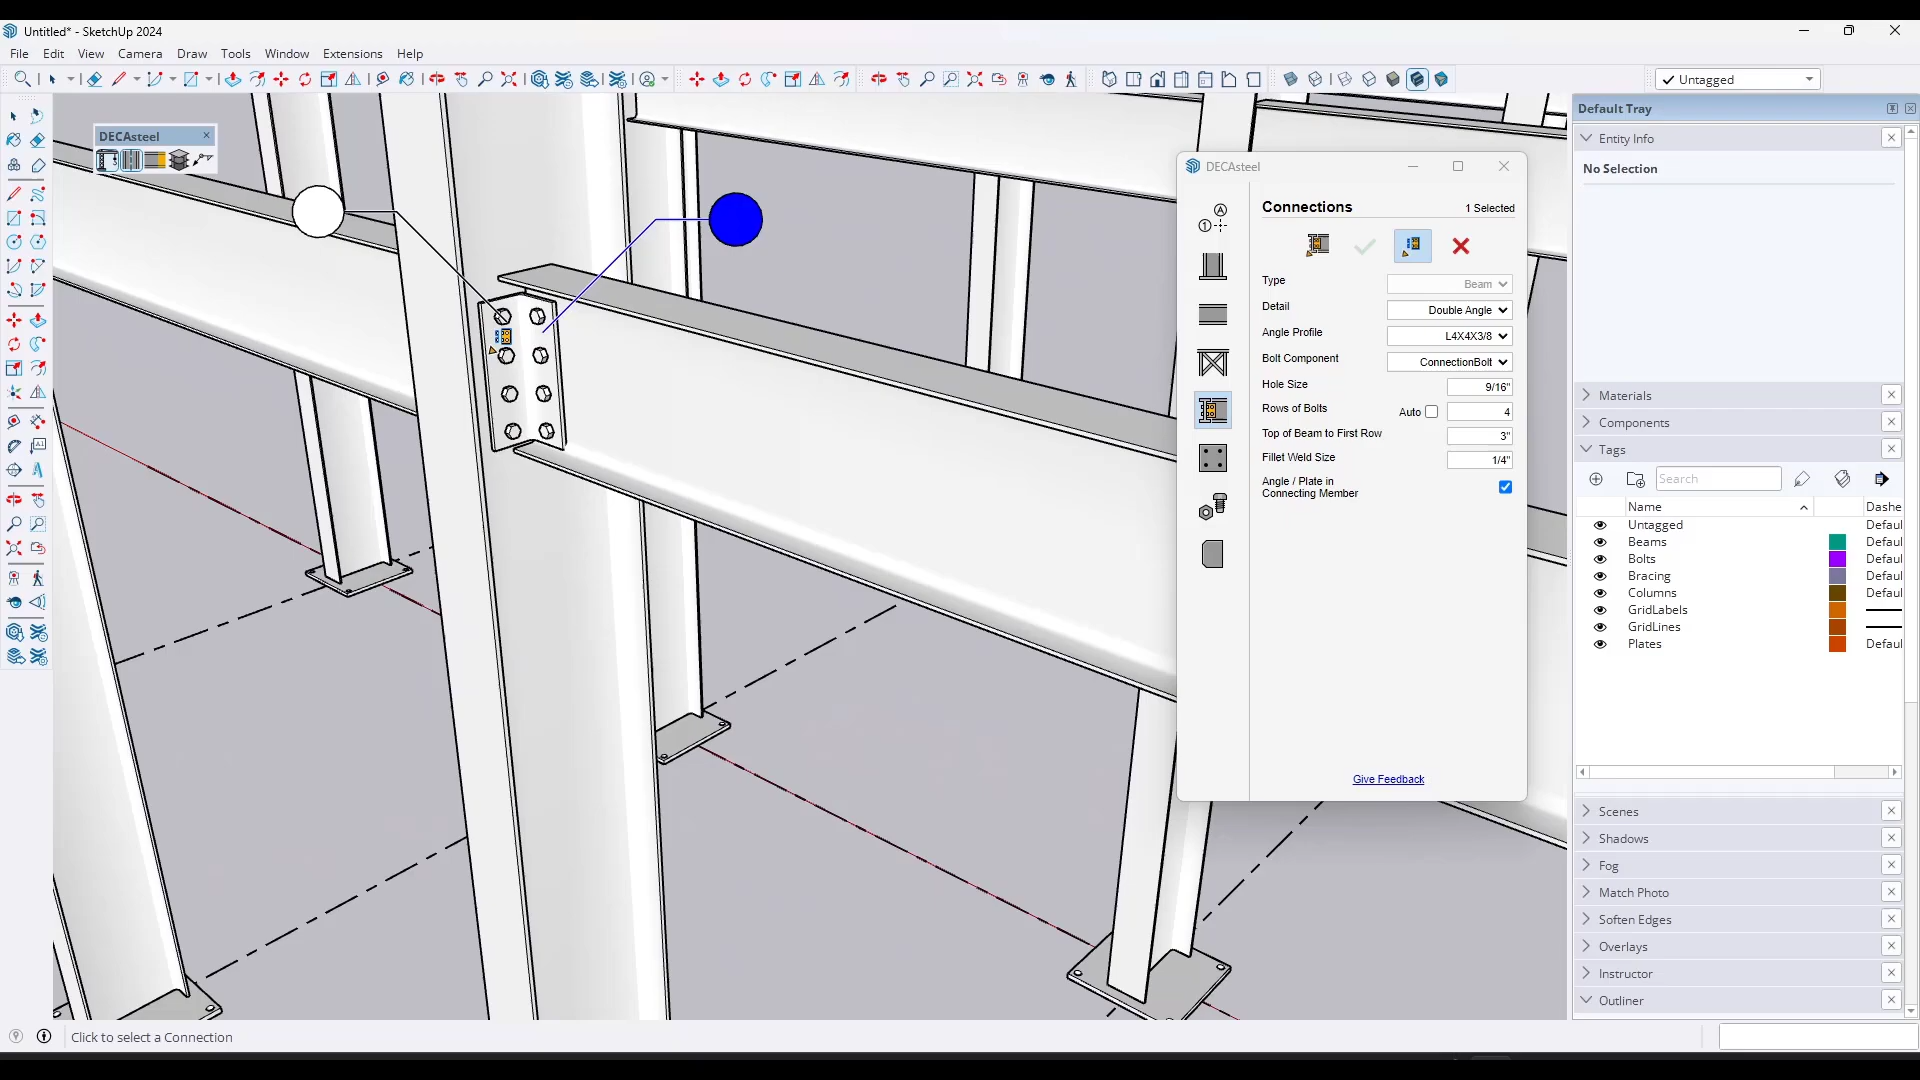 Untitled* - SketchUp 2024
File Edit View Camera Draw Tools Window Extensions Help
Untagged
DECAsteel
DECAsteel
Connections
1 Selected
Type
Beam
Detail
Double Angle
Angle Profile
L4X4X3/8
Bolt Component
ConnectionBolt
Hole Size
9/16"
Rows of Bolts
Auto
4
Top of Beam to First Row
3"
Fillet Weld Size
1/4"
Angle / Plate in
Connecting Member
Give Feedback
Default Tray
Entity Info
No Selection
Materials
Components
Tags
Search
Name
Dashe
Untagged Defaul
Beams Defaul
Bolts Defaul
Bracing Defaul
Columns Defaul
GridLabels
GridLines
Plates Defaul
Scenes
Shadows
Fog
Match Photo
Soften Edges
Overlays
Instructor
Outliner
Click to select a Connection